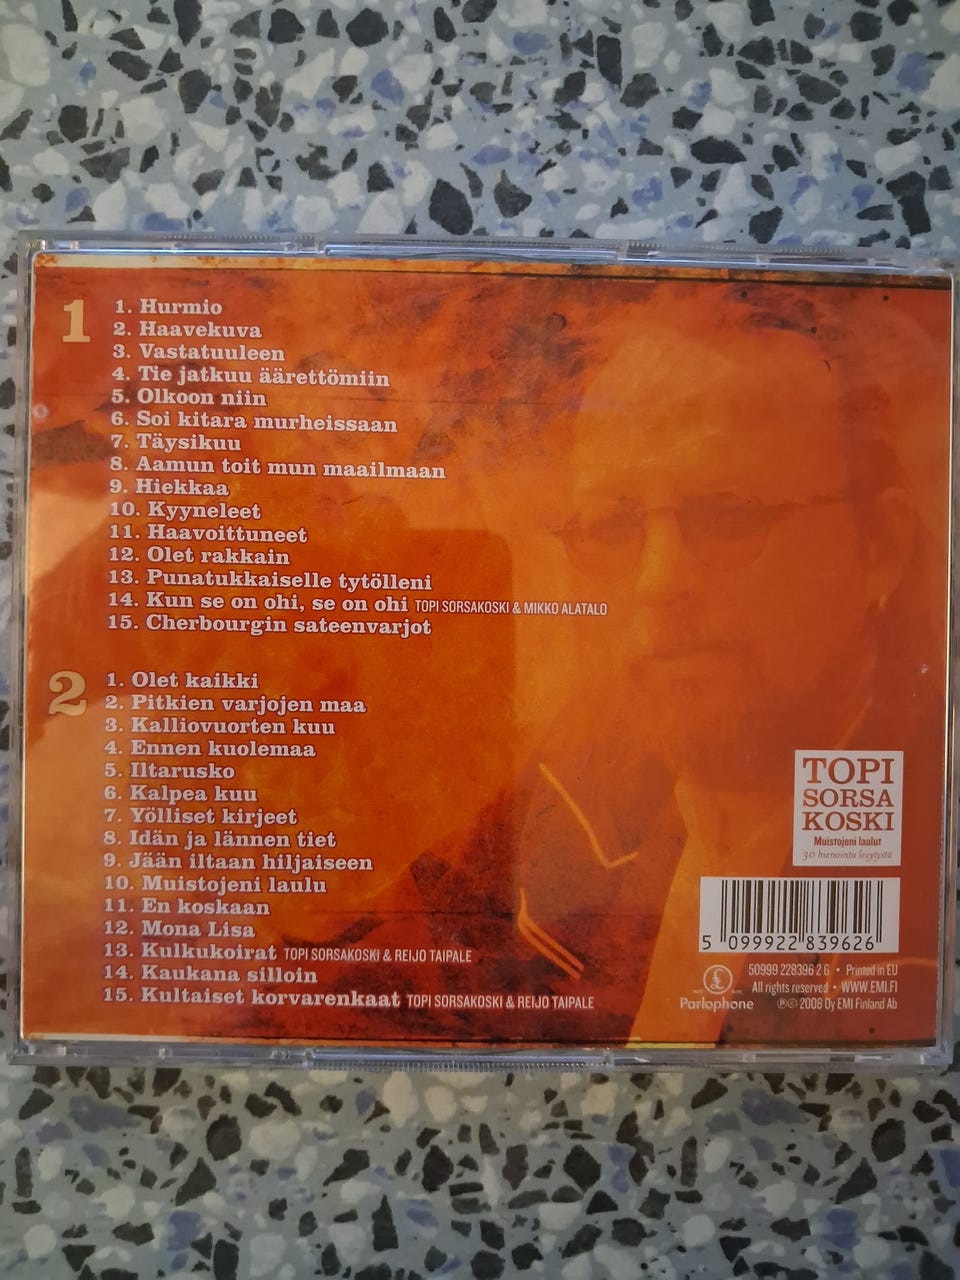 1
1. Hurmio
2. Haavekuva
3. Vastatuuleen
4. Tie jatkuu äärettömiin
5. Olkoon niin
6. Soi kitara murheissaan
7. Täysikuu
8. Aamun toit mun maailmaan
9. Hiekkaa
10. Kyyneleet
11. Haavoittuneet
12. Olet rakkain
13. Punatukkaiselle tytölleni
14. Kun se on ohi, se on ohi TOPI SORSAKOSKI & MIKKO ALATALO
15. Cherbourgin sateenvarjot
2
1. Olet kaikki
2. Pitkien varjojen maa
3. Kalliovuorten kuu
4. Ennen kuolemaa
5. Iltarusko
6. Kalpea kuu
7. Yölliset kirjeet
8. Idän ja lännen tiet
9. Jään iltaan hiljaiseen
10. Muistojeni laulu
11. En koskaan
12. Mona Lisa
13. Kulkukoirat TOPI SORSAKOSKI & REIJO TAIPALE
14. Kaukana silloin
15. Kultaiset korvarenkaat TOPI SORSAKOSKI & REIJO TAIPALE
TOPI
SORSA
KOSKI
Muistojeni laulut
30 hienointa levytystä
5 099922 839626
50999 228396 2 6 • Printed in EU
All rights reserved • WWW.EMI.FI
Parlophone
℗© 2008 Oy EMI Finland Ab